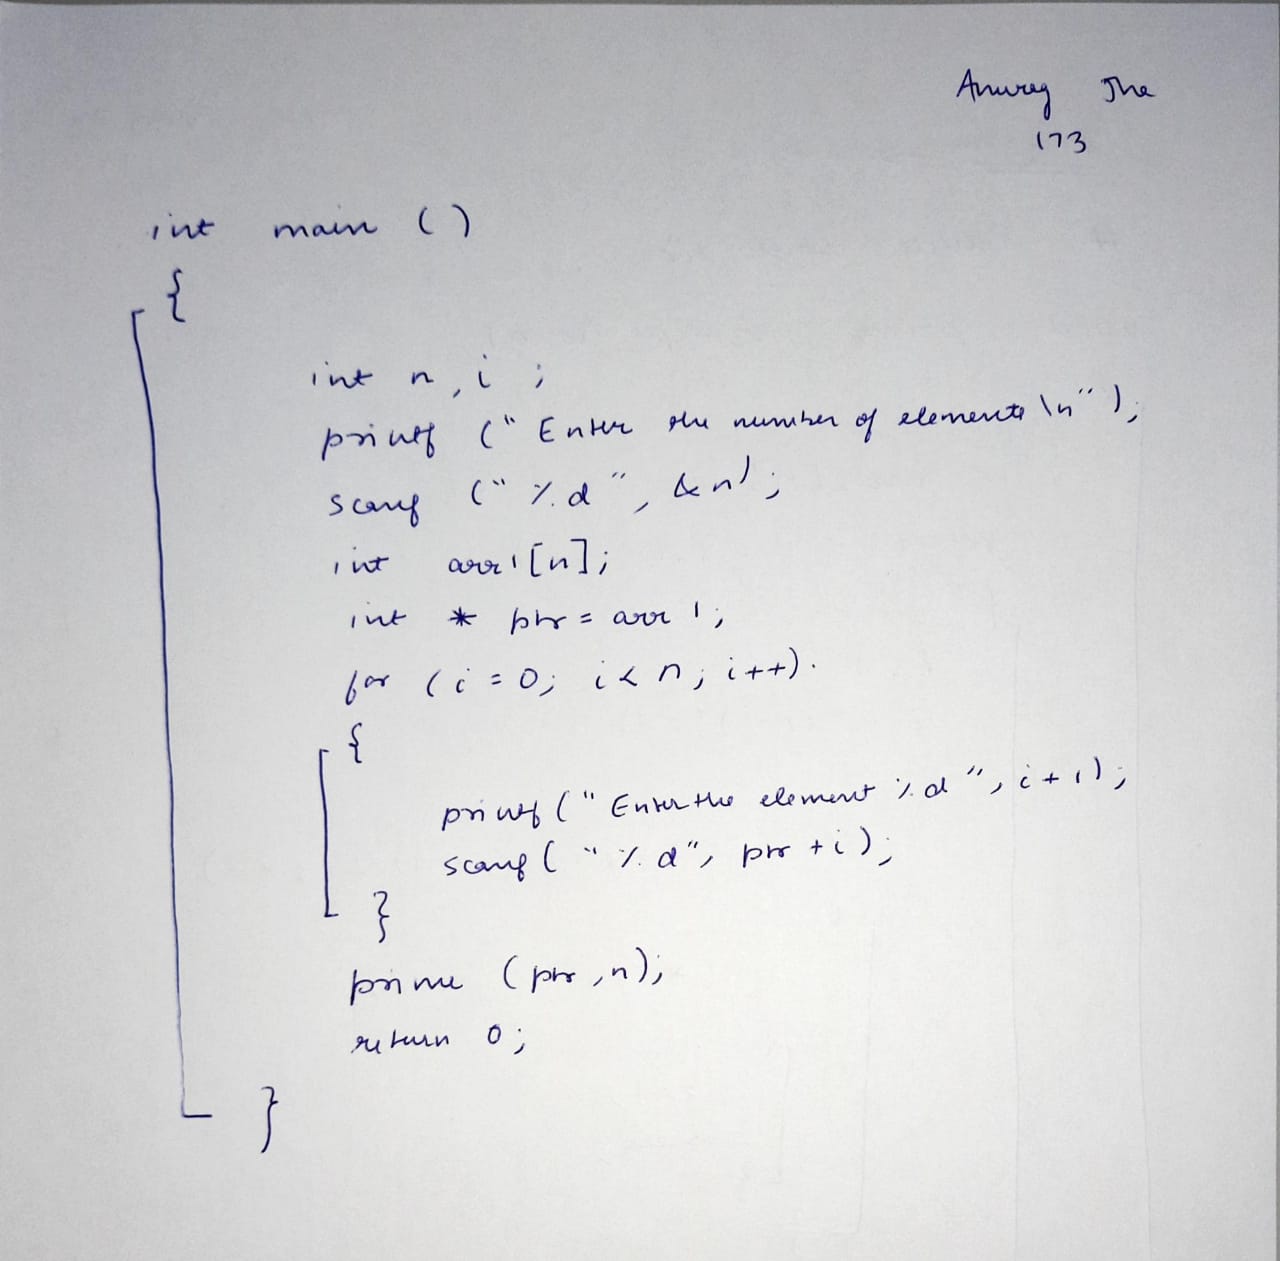 Anurag Jha
173
int main ()
{
int n, i ;
printf (" Enter the number of elements \n" );
scanf (" %d ", &n);
int arr1[n];
int * ptr = arr1;
for (i = 0; i < n; i++).
{
printf (" Enter the element %d ", i+1);
scanf ( " %d", ptr +i);
}
prime (ptr ,n);
return 0;
}